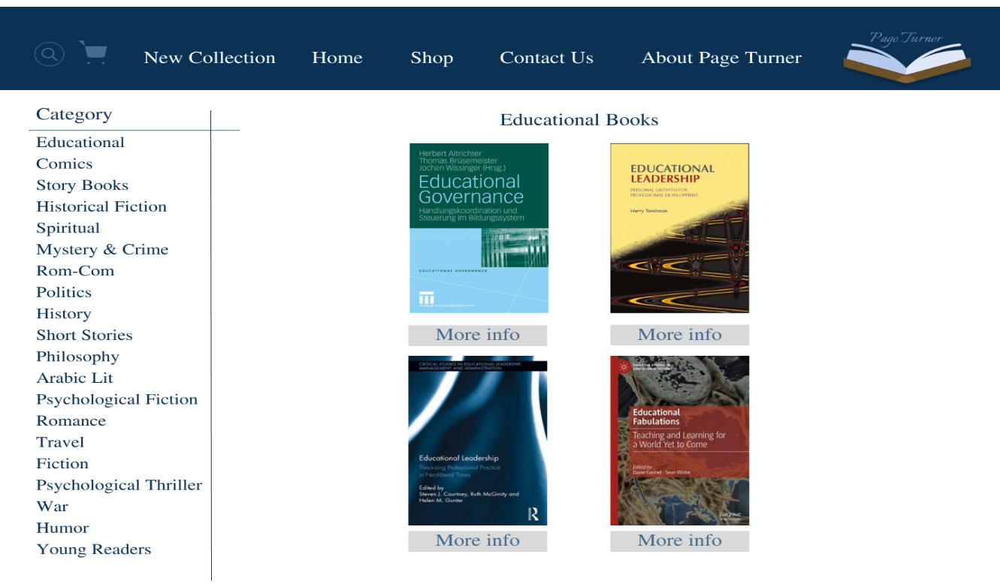 New Collection
Home
Shop
Contact Us
About Page Turner
Page Turner
Category
Educational
Comics
Story Books
Historical Fiction
Spiritual
Mystery & Crime
Rom-Com
Politics
History
Short Stories
Philosophy
Arabic Lit
Psychological Fiction
Romance
Travel
Fiction
Psychological Thriller
War
Humor
Young Readers
Educational Books
Herbert Altrichter
Thomas Brüsemeister
Jochen Wissinger (Hrsg.)
Educational
Governance
Handlungskoordination und
Steuerung im Bildungssystem
EDUCATIONAL GOVERNANCE
More info
EDUCATIONAL
LEADERSHIP
PERSONAL GROWTH FOR
PROFESSIONAL DEVELOPMENT
Harry Tomlinson
More info
CRITICAL STUDIES IN EDUCATIONAL LEADERSHIP,
MANAGEMENT AND ADMINISTRATION
Educational Leadership
Theorising Professional Practice
in Neoliberal Times
Edited by
Steven J. Courtney, Ruth McGinity and
Helen M. Gunter
R
More info
PALGRAVE STUDIES IN
EDUCATIONAL FUTURES
Educational
Fabulations
Teaching and Learning for
a World Yet to Come
Edited by
Diane Conrad · Sean Wiebe
palgrave
macmillan
More info